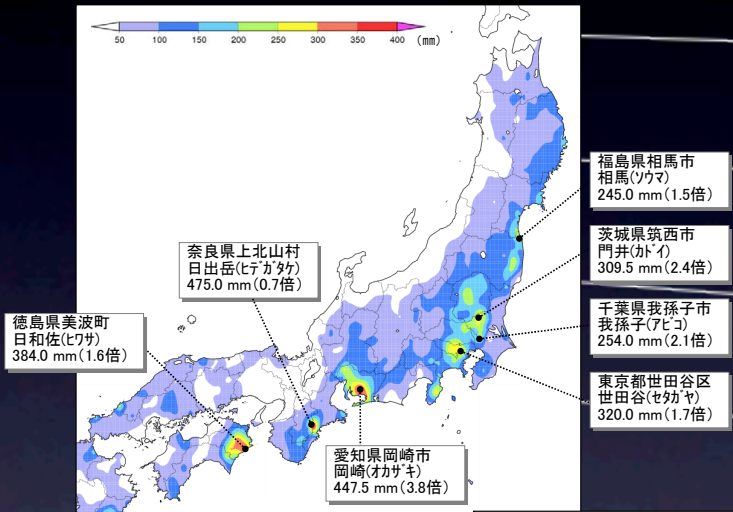 50 100 150 200 250 300 350 400 (mm)
福島県相馬市
相馬(ｿｳﾏ)
245.0 mm(1.5倍)
茨城県筑西市
門井(ｶﾄﾞｲ)
309.5 mm(2.4倍)
奈良県上北山村
日出岳(ﾋﾃﾞｶﾞﾀｹ)
475.0 mm(0.7倍)
千葉県我孫子市
我孫子(ｱﾋﾞｺ)
254.0 mm(2.1倍)
徳島県美波町
日和佐(ﾋﾜｻ)
384.0 mm(1.6倍)
東京都世田谷区
世田谷(ｾﾀｶﾞﾔ)
320.0 mm(1.7倍)
愛知県岡崎市
岡崎(ｵｶｻﾞｷ)
447.5 mm(3.8倍)